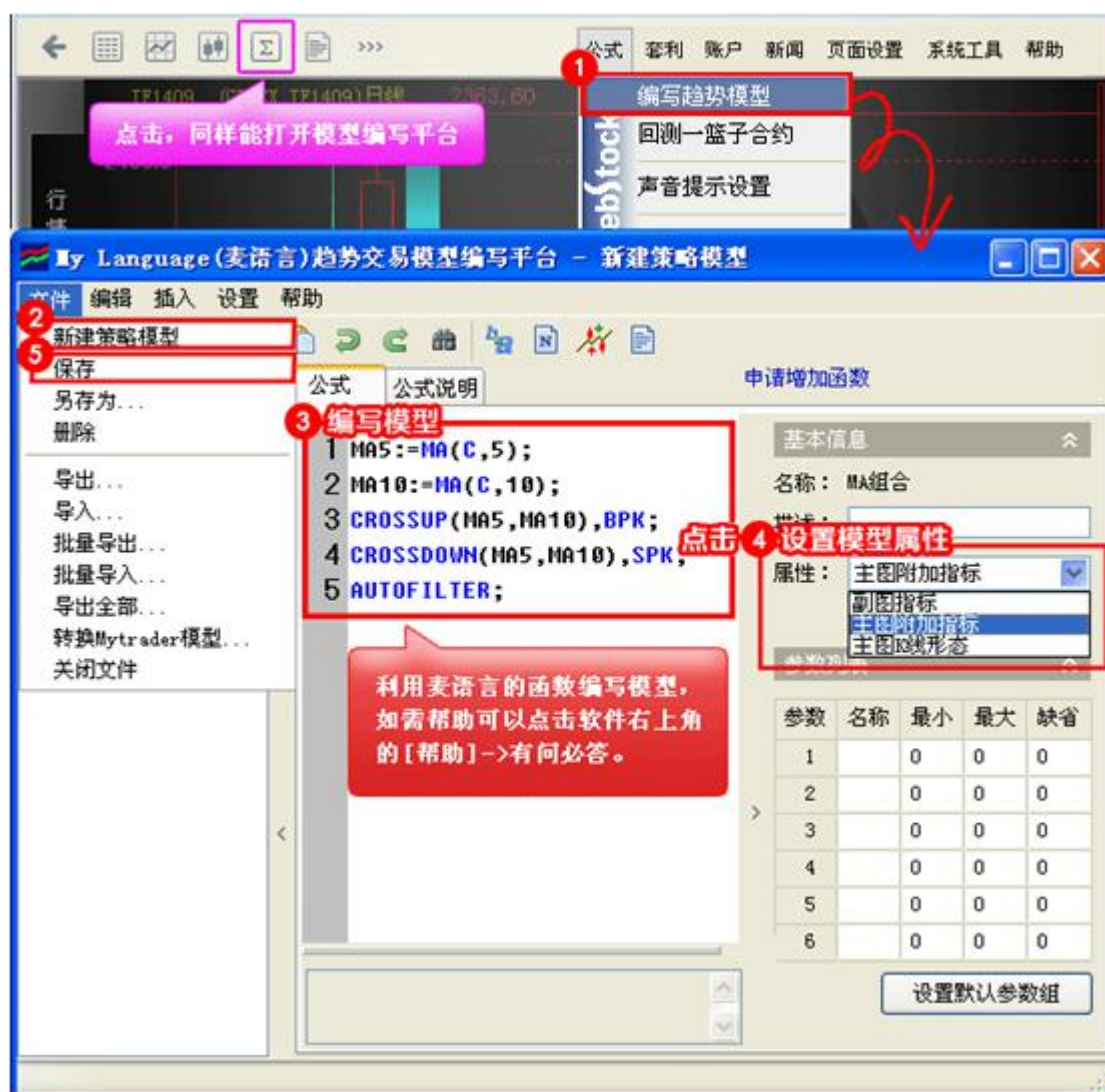 公式 套利 账户 新闻 页面设置 系统工具 帮助
1
编写趋势模型
回测一篮子合约
声音提示设置
点击，同样能打开模型编写平台
行
My Language(麦语言)趋势交易模型编写平台 - 新建策略模型
文件 编辑 插入 设置 帮助
2
新建策略模型
5
保存
另存为...
删除
导出...
导入...
批量导出...
批量导入...
导出全部...
转换Mytrader模型...
关闭文件
公式 公式说明
申请增加函数
3 编写模型
1 MA5:=MA(C,5);
2 MA10:=MA(C,10);
3 CROSSUP(MA5,MA10),BPK;
4 CROSSDOWN(MA5,MA10),SPK;
5 AUTOFILTER;
利用麦语言的函数编写模型，
如需帮助可以点击软件右上角
的[帮助]->有问必答。
基本信息
名称： MA组合
点击 4 设置模型属性
属性： 主图附加指标
副图指标
主图附加指标
主图K线形态
参数列表
参数 名称 最小 最大 缺省
1 0 0 0
2 0 0 0
3 0 0 0
4 0 0 0
5 0 0 0
6 0 0 0
设置默认参数组